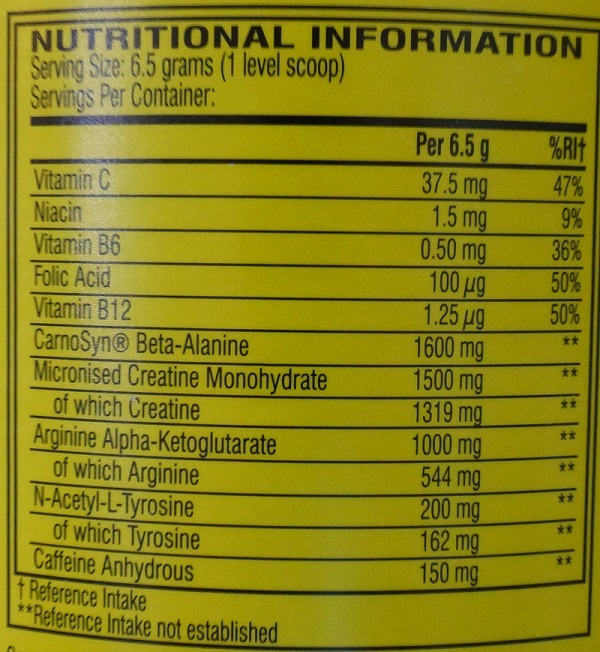 NUTRITIONAL INFORMATION
Serving Size: 6.5 grams (1 level scoop)
Servings Per Container:
Per 6.5 g %RI†
Vitamin C 37.5 mg 47%
Niacin 1.5 mg 9%
Vitamin B6 0.50 mg 36%
Folic Acid 100 µg 50%
Vitamin B12 1.25 µg 50%
CarnoSyn® Beta-Alanine 1600 mg **
Micronised Creatine Monohydrate 1500 mg **
of which Creatine 1319 mg **
Arginine Alpha-Ketoglutarate 1000 mg **
of which Arginine 544 mg **
N-Acetyl-L-Tyrosine 200 mg **
of which Tyrosine 162 mg **
Caffeine Anhydrous 150 mg **
† Reference Intake
**Reference Intake not established